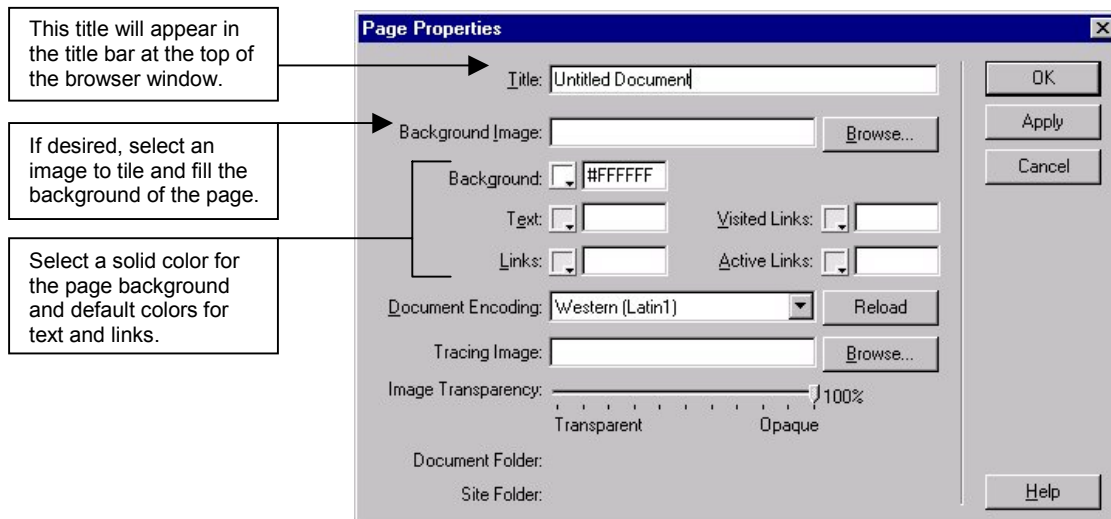 This title will appear in
the title bar at the top of
the browser window.
If desired, select an
image to tile and fill the
background of the page.
Select a solid color for
the page background
and default colors for
text and links.
Page Properties
Title: Untitled Document OK
Background Image: Browse... Apply
Background: #FFFFFF Cancel
Text: Visited Links:
Links: Active Links:
Document Encoding: Western (Latin1) Reload
Tracing Image: Browse...
Image Transparency: 100%
Transparent Opaque
Document Folder:
Site Folder: Help